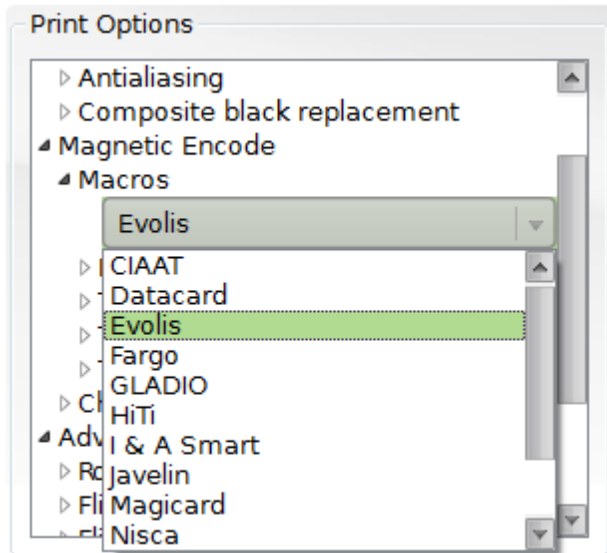 Print Options
Antialiasing
Composite black replacement
Magnetic Encode
Macros
Evolis
CIAAT
Datacard
Evolis
Fargo
GLADIO
HiTi
I & A Smart
Javelin
Magicard
Nisca